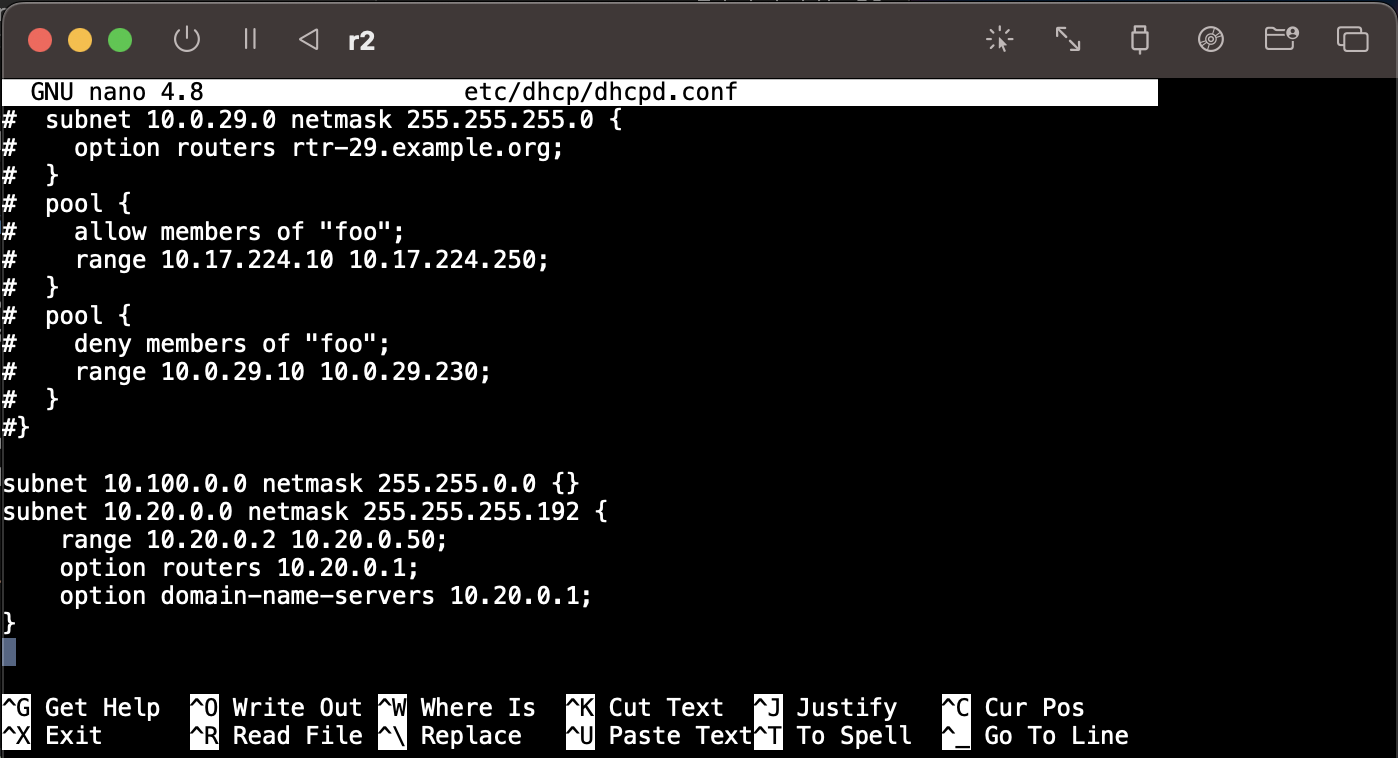 r2
GNU nano 4.8 etc/dhcp/dhcpd.conf
#  subnet 10.0.29.0 netmask 255.255.255.0 {
#    option routers rtr-29.example.org;
#  }
#  pool {
#    allow members of "foo";
#    range 10.17.224.10 10.17.224.250;
#  }
#  pool {
#    deny members of "foo";
#    range 10.0.29.10 10.0.29.230;
#  }
#}
subnet 10.100.0.0 netmask 255.255.0.0 {}
subnet 10.20.0.0 netmask 255.255.255.192 {
    range 10.20.0.2 10.20.0.50;
    option routers 10.20.0.1;
    option domain-name-servers 10.20.0.1;
}
^G Get Help ^O Write Out ^W Where Is ^K Cut Text ^J Justify ^C Cur Pos
^X Exit ^R Read File ^\ Replace ^U Paste Text ^T To Spell ^_ Go To Line